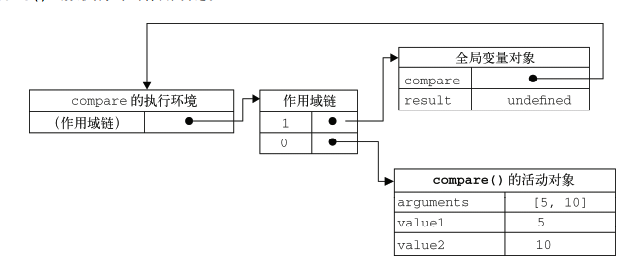 全局变量对象
compare
result undefined
compare 的执行环境
(作用域链)
作用域链
1
0
compare() 的活动对象
arguments [5, 10]
value1 5
value2 10